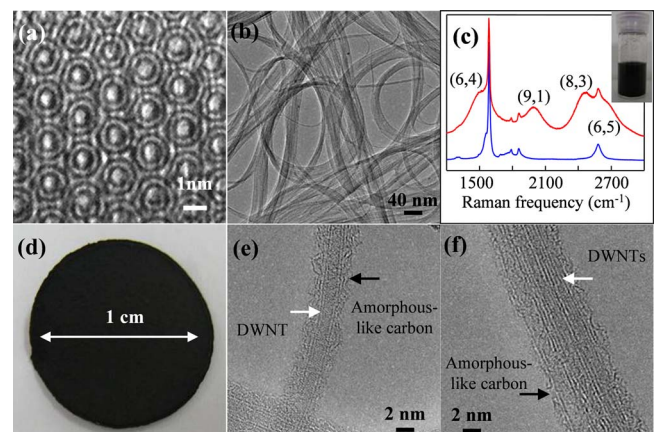 (a)
1nm
(b)
40 nm
(c)
(6,4)
(9,1)
(8,3)
(6,5)
1500 2100 2700
Raman frequency (cm⁻¹)
(d)
1 cm
(e)
DWNT
Amorphous-
like carbon
2 nm
(f)
DWNTs
Amorphous-
like carbon
2 nm